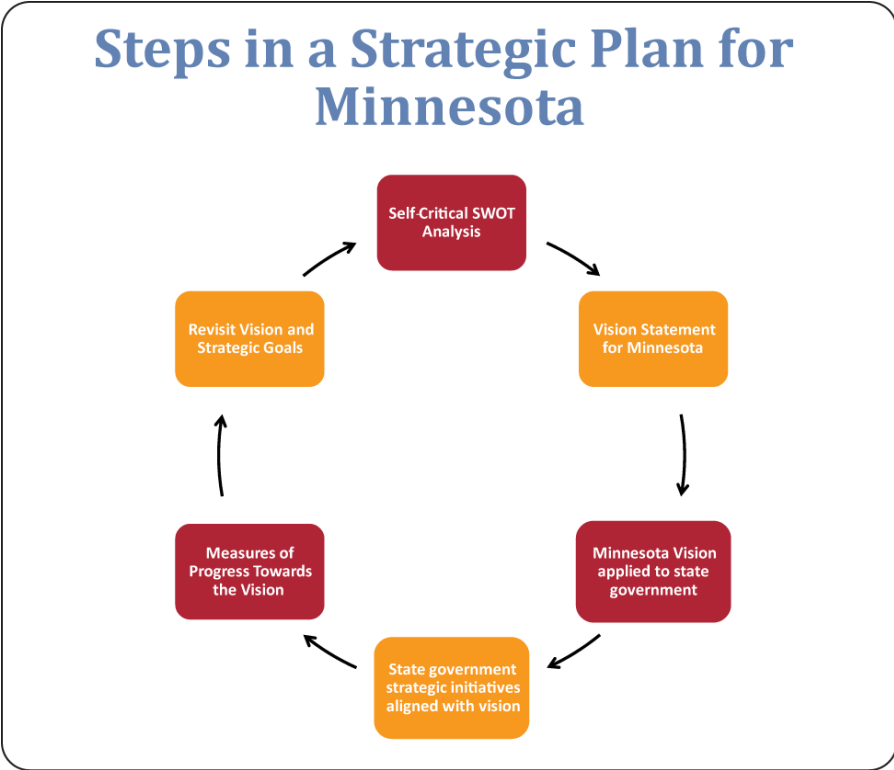 Steps in a Strategic Plan for
Minnesota
Self-Critical SWOT
Analysis
Vision Statement
for Minnesota
Minnesota Vision
applied to state
government
State government
strategic initiatives
aligned with vision
Measures of
Progress Towards
the Vision
Revisit Vision and
Strategic Goals